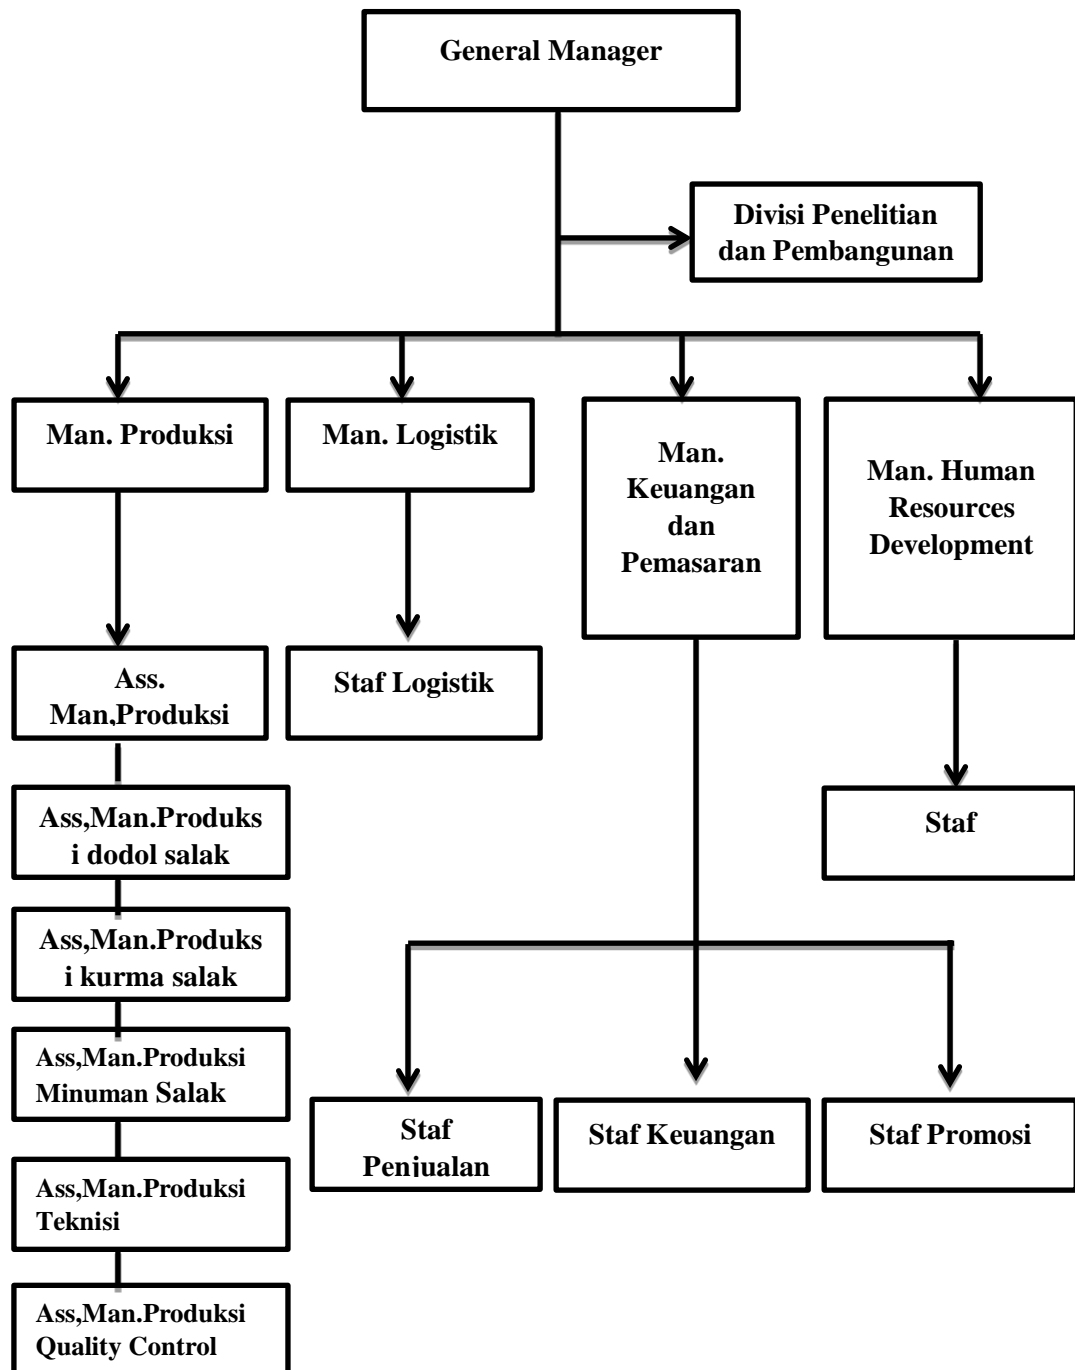 General Manager
Divisi Penelitian
dan Pembangunan
Man. Produksi
Man. Logistik
Man.
Keuangan
dan
Pemasaran
Man. Human
Resources
Development
Ass.
Man,Produksi
Staf Logistik
Ass,Man.Produks
i dodol salak
Staf
Ass,Man.Produks
i kurma salak
Ass,Man.Produksi
Minuman Salak
Staf
Penjualan
Staf Keuangan
Staf Promosi
Ass,Man.Produksi
Teknisi
Ass,Man.Produksi
Quality Control